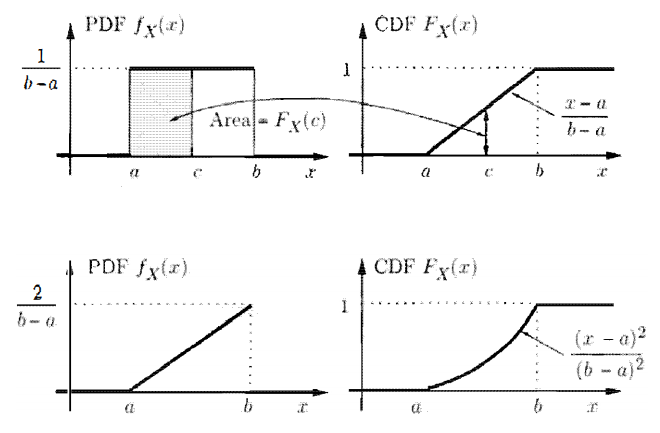 PDF f_X(x)
CDF F_X(x)
1
b – a
1
Area = F_X(c)
x – a
b – a
a c b x
a c b x
PDF f_X(x)
CDF F_X(x)
2
b – a
1
(x – a)^2
(b – a)^2
a b x
a b x